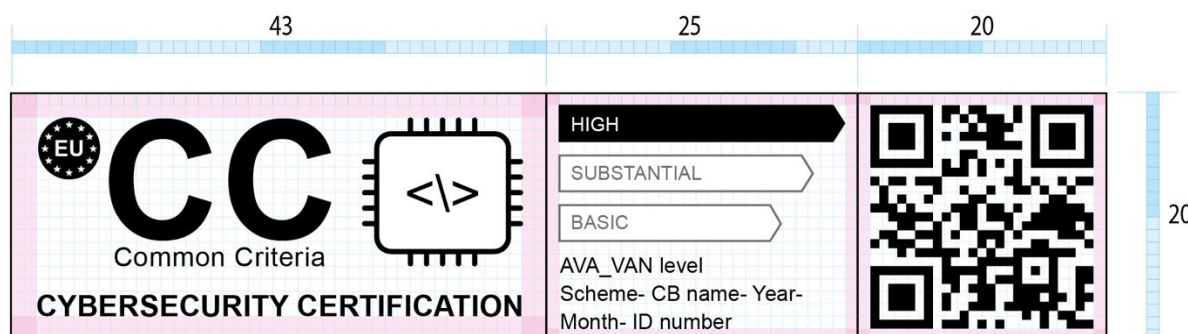 43
25
20
EU
CC
Common Criteria
<\>
CYBERSECURITY CERTIFICATION
HIGH
SUBSTANTIAL
BASIC
AVA_VAN level
Scheme- CB name- Year-
Month- ID number
20